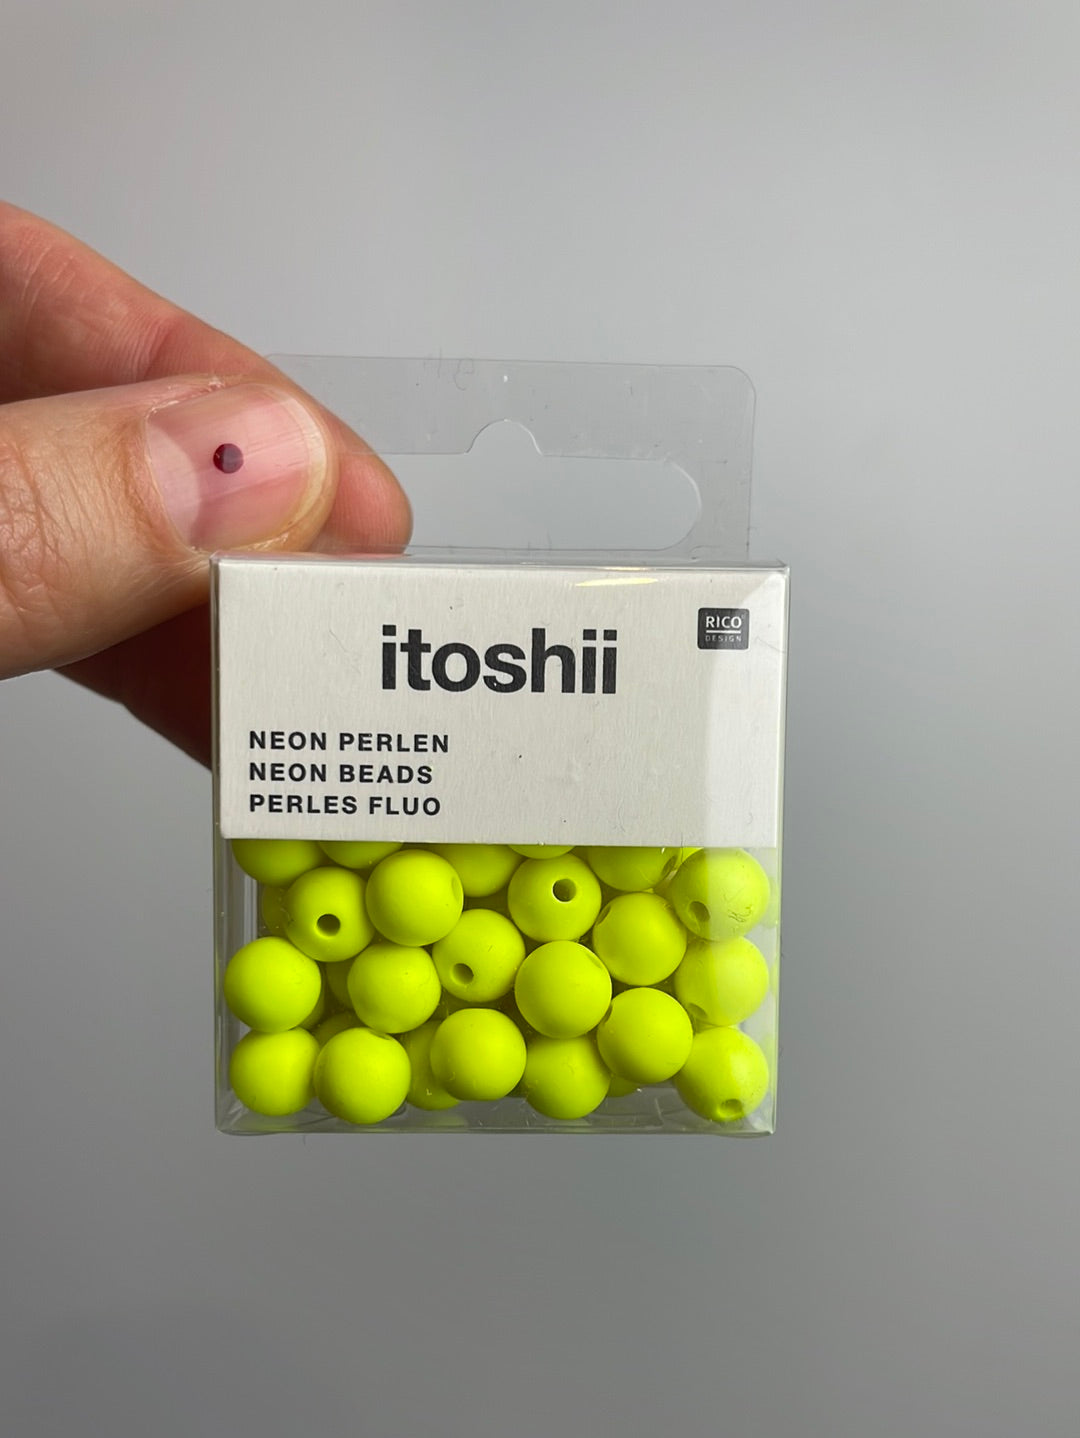 itoshii
RICO
DESIGN
NEON PERLEN
NEON BEADS
PERLES FLUO